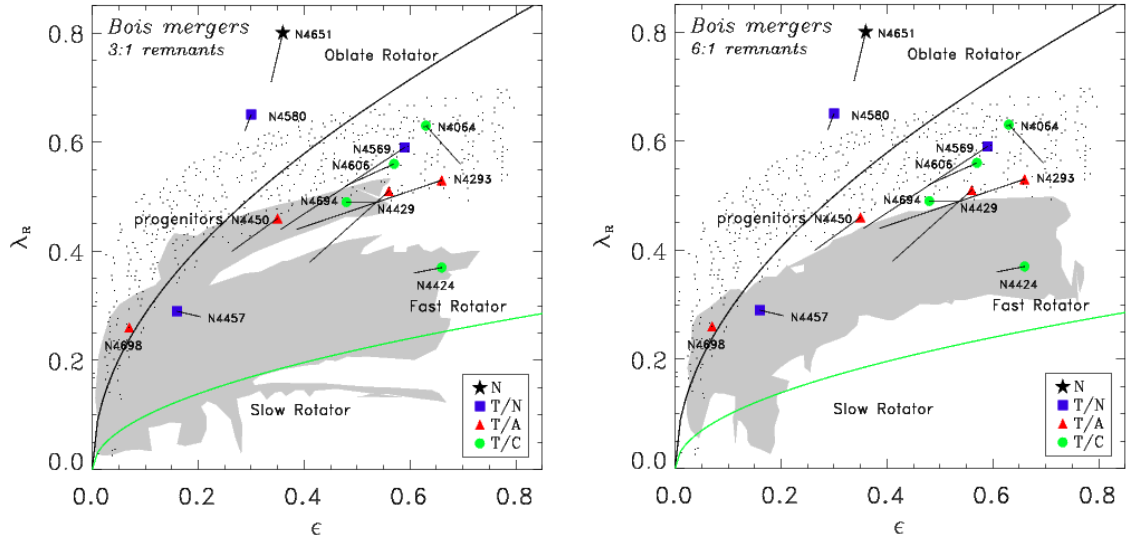 Bois mergers
3:1 remnants
N4651
Oblate Rotator
N4580
N4064
N4569
N4606
N4293
progenitors
N4450
N4694
N4429
N4424
Fast Rotator
N4457
N4698
Slow Rotator
N
T/N
T/A
T/C
0.8
0.6
0.4
0.2
0.0
λR
0.0 0.2 0.4 0.6 0.8
ϵ
Bois mergers
6:1 remnants
N4651
Oblate Rotator
N4580
N4064
N4569
N4606
N4293
progenitors
N4450
N4694
N4429
N4424
Fast Rotator
N4457
N4698
Slow Rotator
N
T/N
T/A
T/C
0.8
0.6
0.4
0.2
0.0
λR
0.0 0.2 0.4 0.6 0.8
ϵ